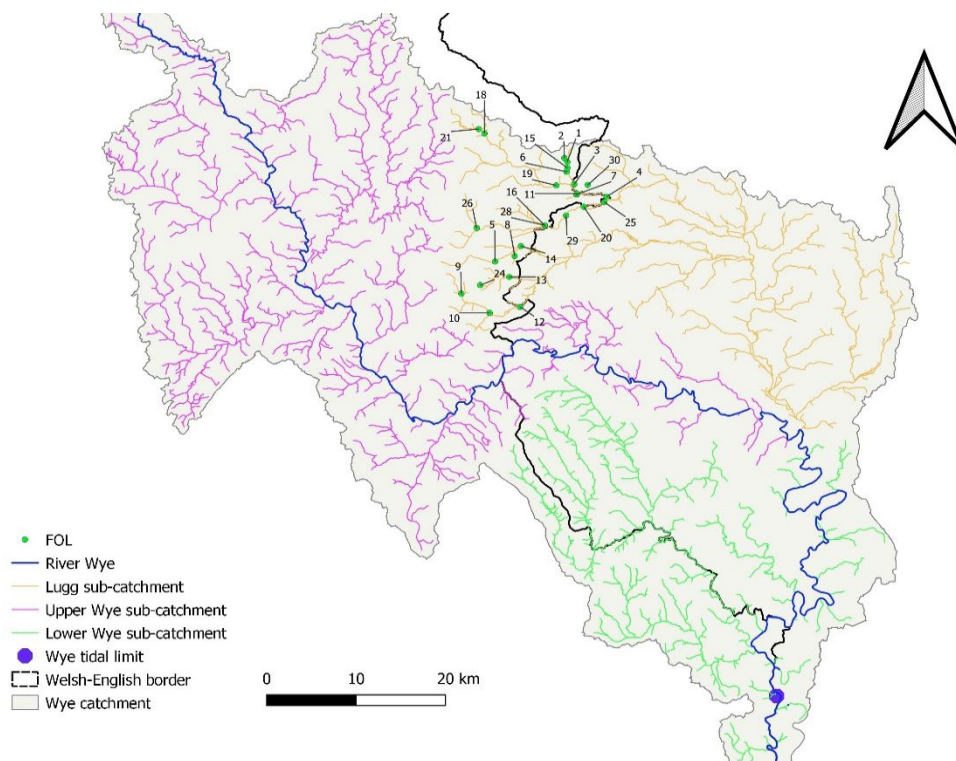 18
21
15
2
1
3
6
30
19
7
4
11
16
26
28
25
5
8
29
20
14
9
24
13
10
12
FOL
River Wye
Lugg sub-catchment
Upper Wye sub-catchment
Lower Wye sub-catchment
Wye tidal limit
Welsh-English border
Wye catchment
0 10 20 km